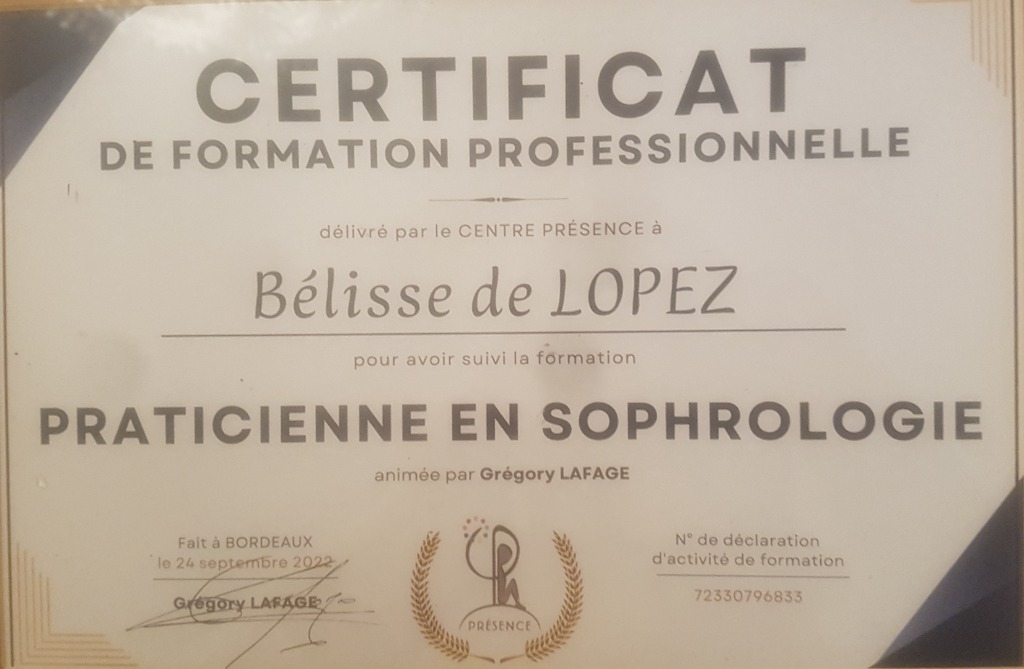 CERTIFICAT
DE FORMATION PROFESSIONNELLE
délivré par le CENTRE PRÉSENCE à
Bélisse de LOPEZ
pour avoir suivi la formation
PRATICIENNE EN SOPHROLOGIE
animée par Grégory LAFAGE
Fait à BORDEAUX
le 24 septembre 2022
Grégory LAFAGE
PRÉSENCE
N° de déclaration
d'activité de formation
72330796833